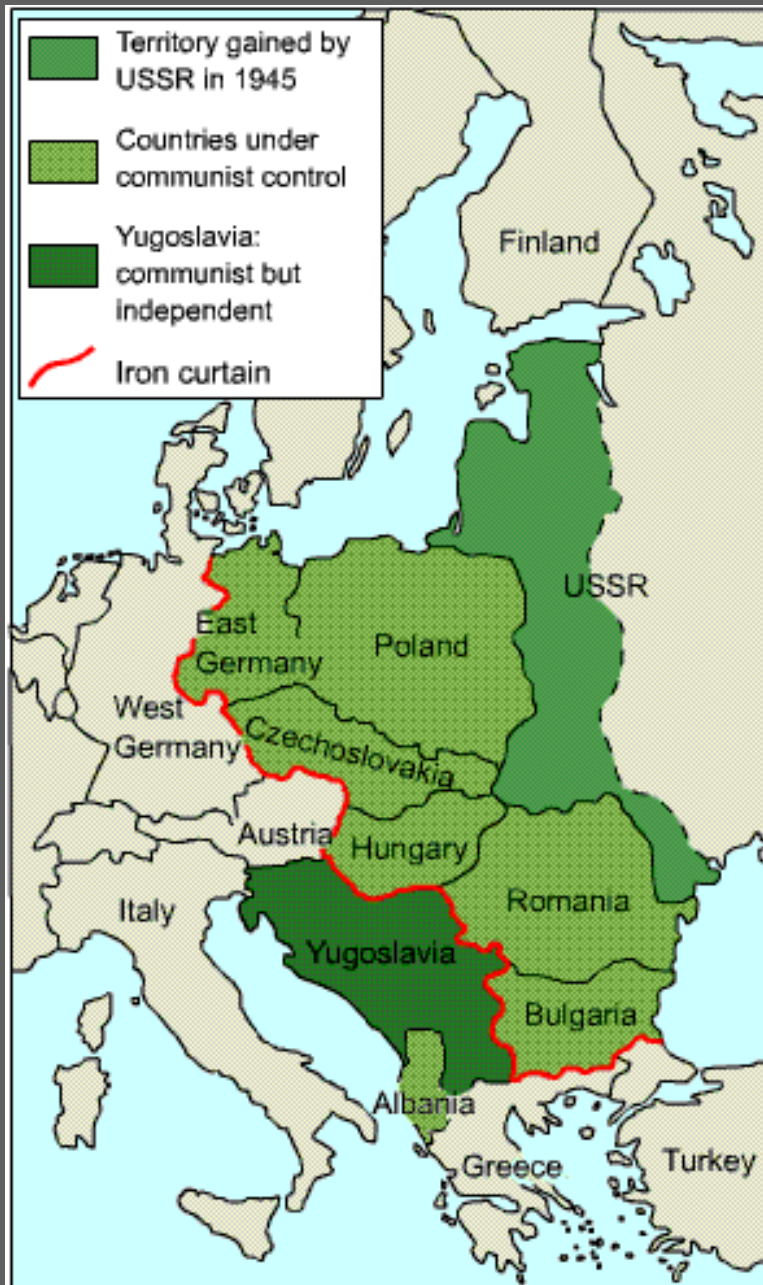 Territory gained by
USSR in 1945
Countries under
communist control
Yugoslavia:
communist but
independent
Iron curtain
Finland
USSR
East
Germany
Poland
West
Germany
Czechoslovakia
Austria
Hungary
Italy
Romania
Yugoslavia
Bulgaria
Albania
Greece
Turkey